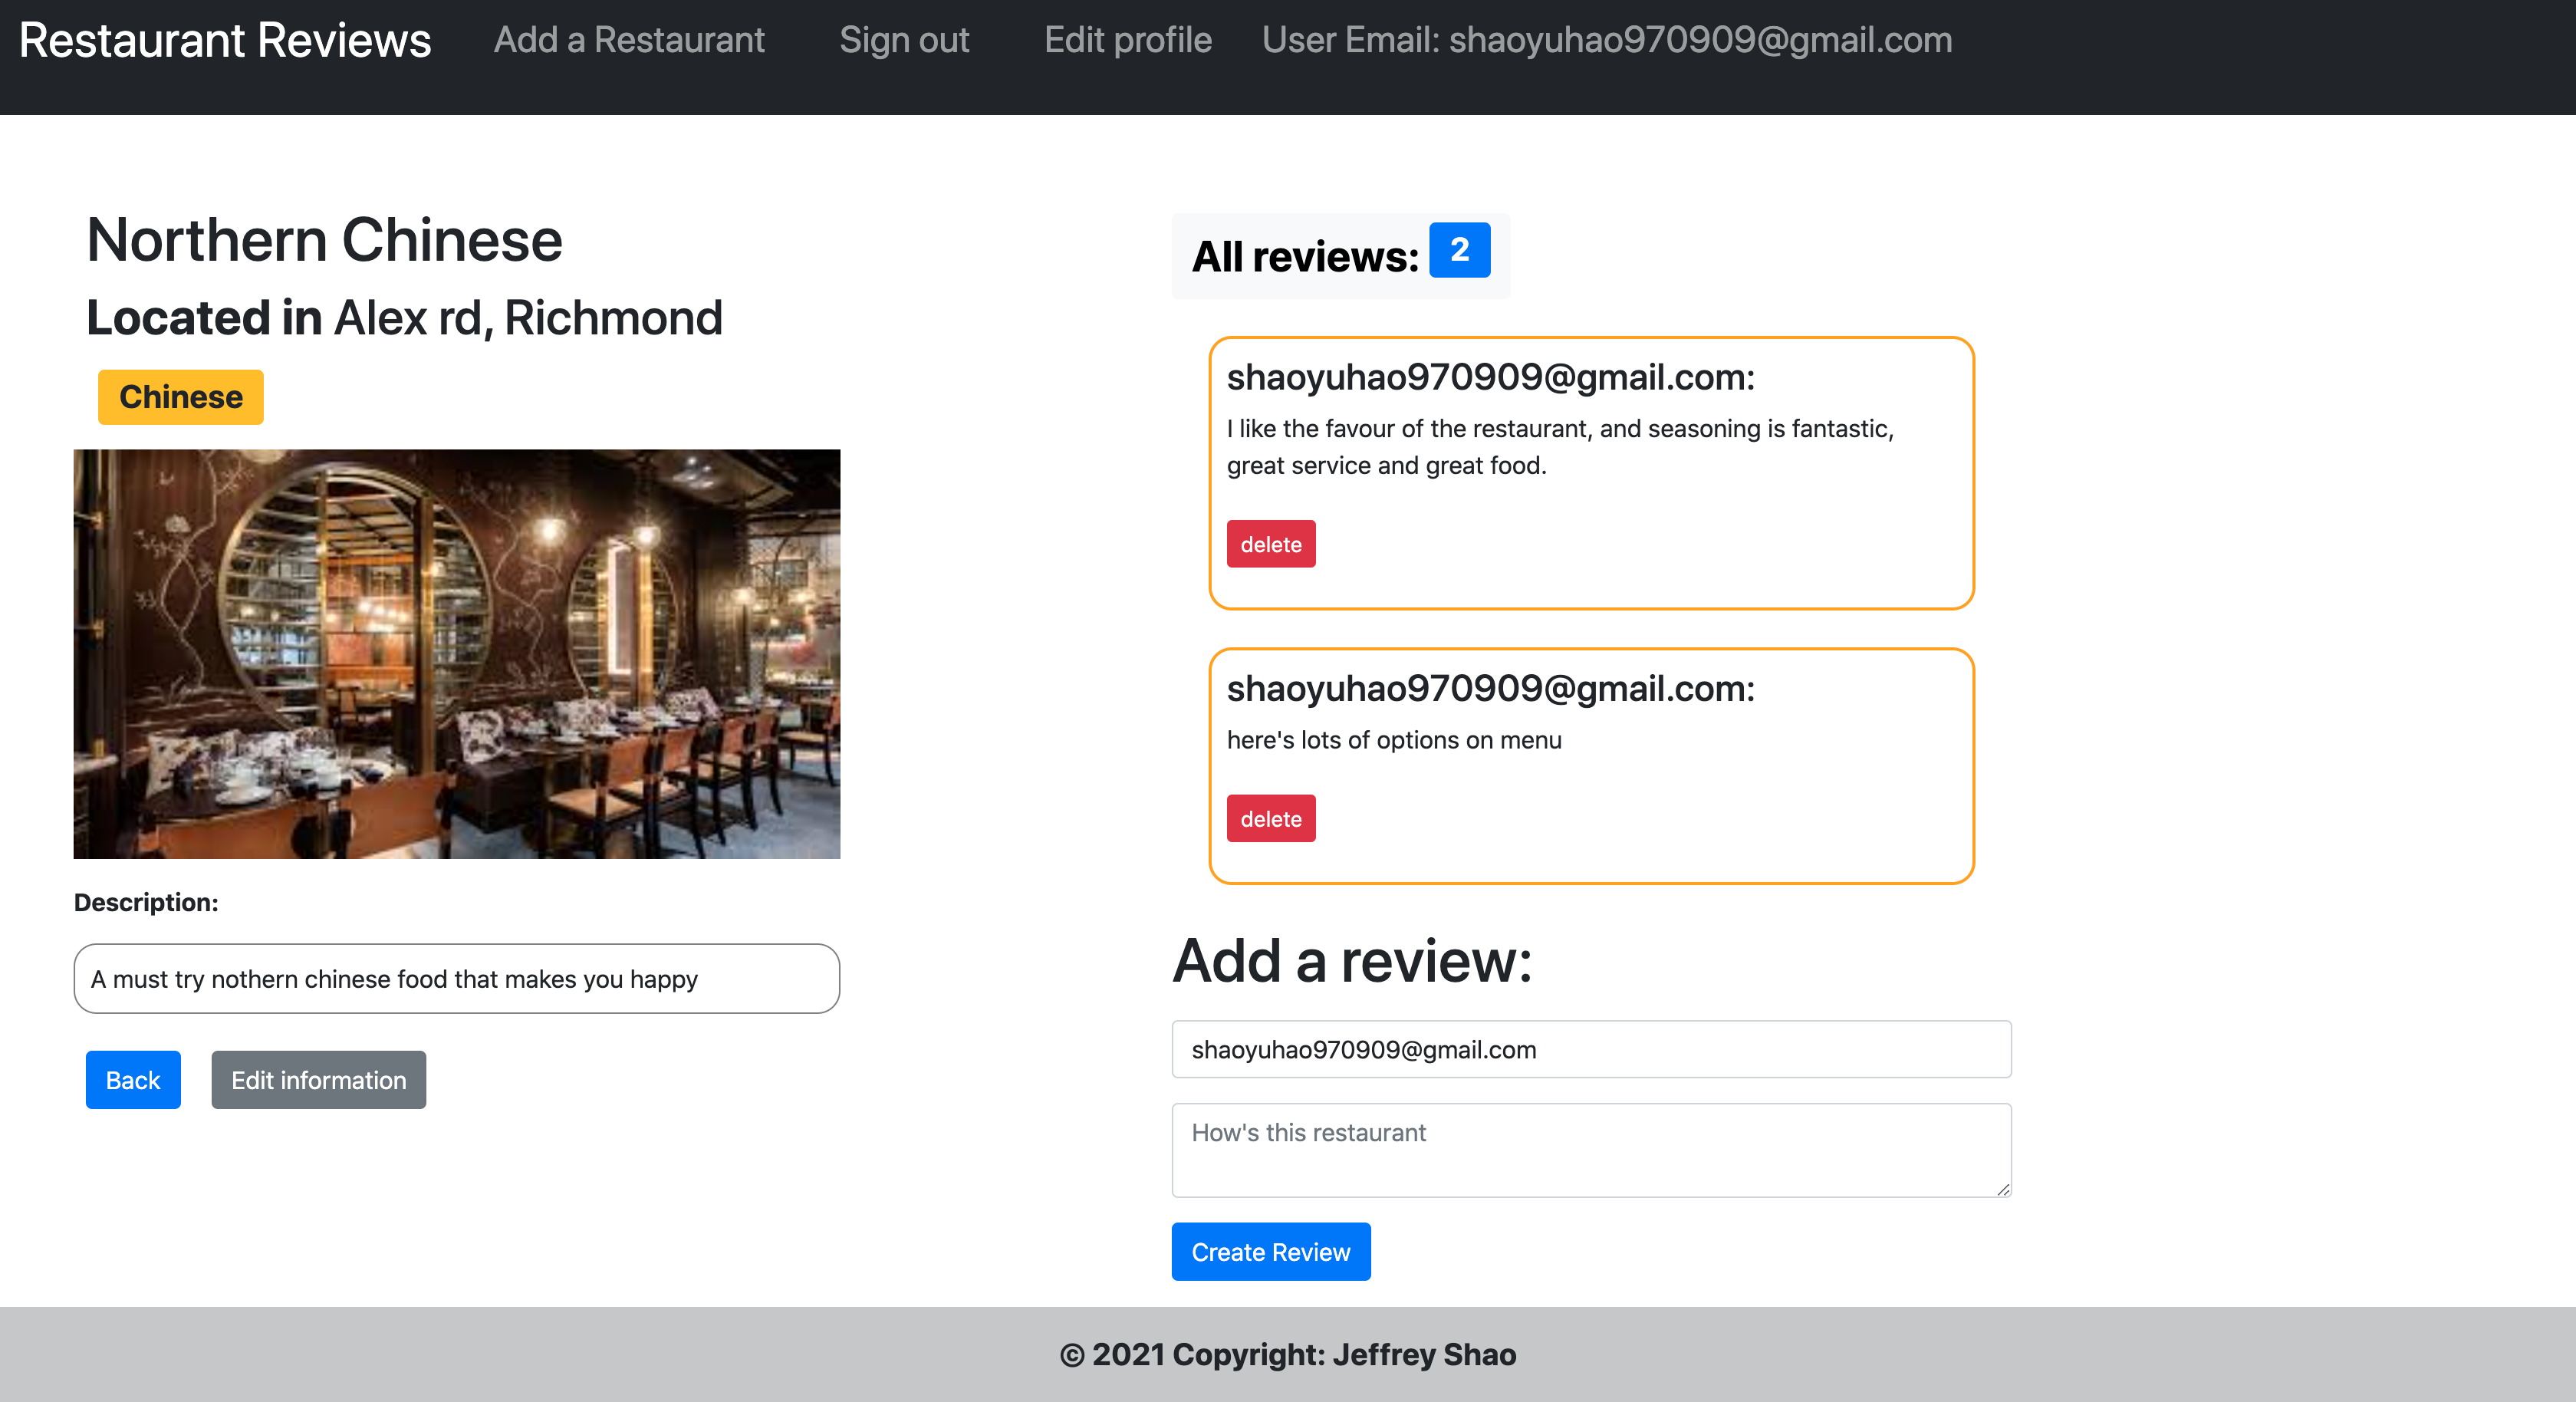 Restaurant Reviews Add a Restaurant Sign out Edit profile User Email: shaoyuhao970909@gmail.com
Northern Chinese
Located in Alex rd, Richmond
Chinese
Description:
A must try nothern chinese food that makes you happy
Back Edit information
All reviews: 2
shaoyuhao970909@gmail.com:
I like the favour of the restaurant, and seasoning is fantastic,
great service and great food.
delete
shaoyuhao970909@gmail.com:
here's lots of options on menu
delete
Add a review:
shaoyuhao970909@gmail.com
How's this restaurant
Create Review
© 2021 Copyright: Jeffrey Shao